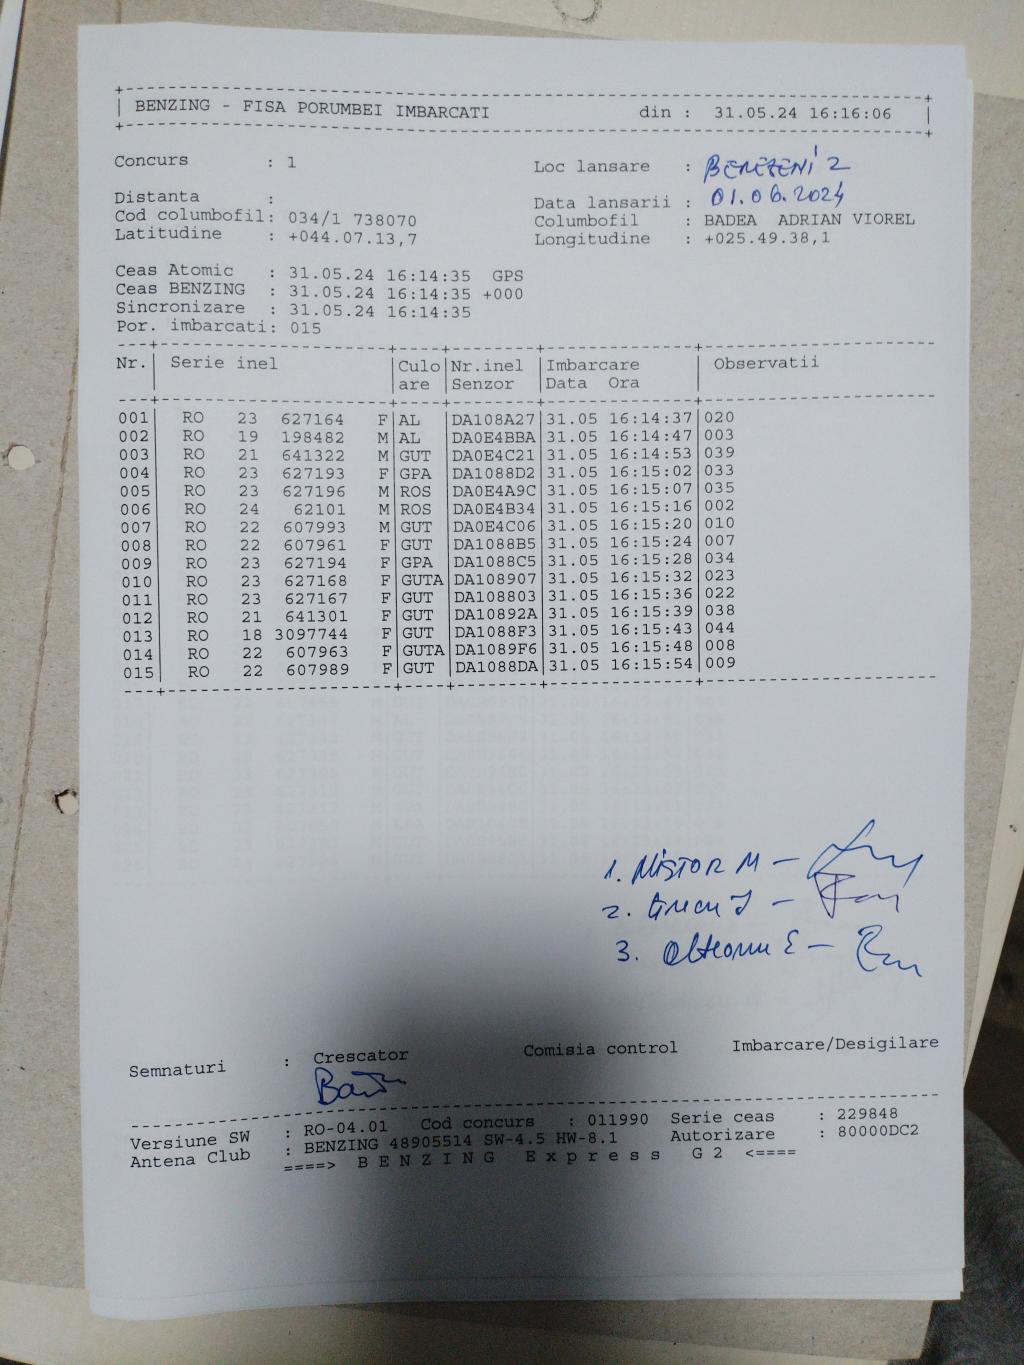 BENZING - FISA PORUMBEI IMBARCATI din : 31.05.24 16:16:06
Concurs : 1 Loc lansare : BEREZENI 2
Distanta : Data lansarii : 01.06.2024
Cod columbofil: 034/1 738070 Columbofil : BADEA ADRIAN VIOREL
Latitudine : +044.07.13,7 Longitudine : +025.49.38,1
Ceas Atomic : 31.05.24 16:14:35 GPS
Ceas BENZING : 31.05.24 16:14:35 +000
Sincronizare : 31.05.24 16:14:35
Por. imbarcati: 015
Nr. Serie inel Culo Nr.inel Imbarcare Observatii
are Senzor Data Ora
001 RO 23 627164 F AL DA108A27 31.05 16:14:37 020
002 RO 19 198482 M AL DA0E4BBA 31.05 16:14:47 003
003 RO 21 641322 M GUT DA0E4C21 31.05 16:14:53 039
004 RO 23 627193 F GPA DA1088D2 31.05 16:15:02 033
005 RO 23 627196 M ROS DA0E4A9C 31.05 16:15:07 035
006 RO 24 62101 M ROS DA0E4B34 31.05 16:15:16 002
007 RO 22 607993 M GUT DA0E4C06 31.05 16:15:20 010
008 RO 22 607961 F GUT DA1088B5 31.05 16:15:24 007
009 RO 23 627194 F GPA DA1088C5 31.05 16:15:28 034
010 RO 23 627168 F GUTA DA108907 31.05 16:15:32 023
011 RO 23 627167 F GUT DA108803 31.05 16:15:36 022
012 RO 21 641301 F GUT DA10892A 31.05 16:15:39 038
013 RO 18 3097744 F GUT DA1088F3 31.05 16:15:43 044
014 RO 22 607963 F GUTA DA1089F6 31.05 16:15:48 008
015 RO 22 607989 F GUT DA1088DA 31.05 16:15:54 009
1. NISTOR M -
2. Grecu J -
3. Olteanu E -
Semnaturi : Crescator Comisia control Imbarcare/Desigilare
Versiune SW : RO-04.01 Cod concurs : 011990 Serie ceas : 229848
Antena Club : BENZING 48905514 SW-4.5 HW-8.1 Autorizare : 80000DC2
====> B E N Z I N G E x p r e s s G 2 <====